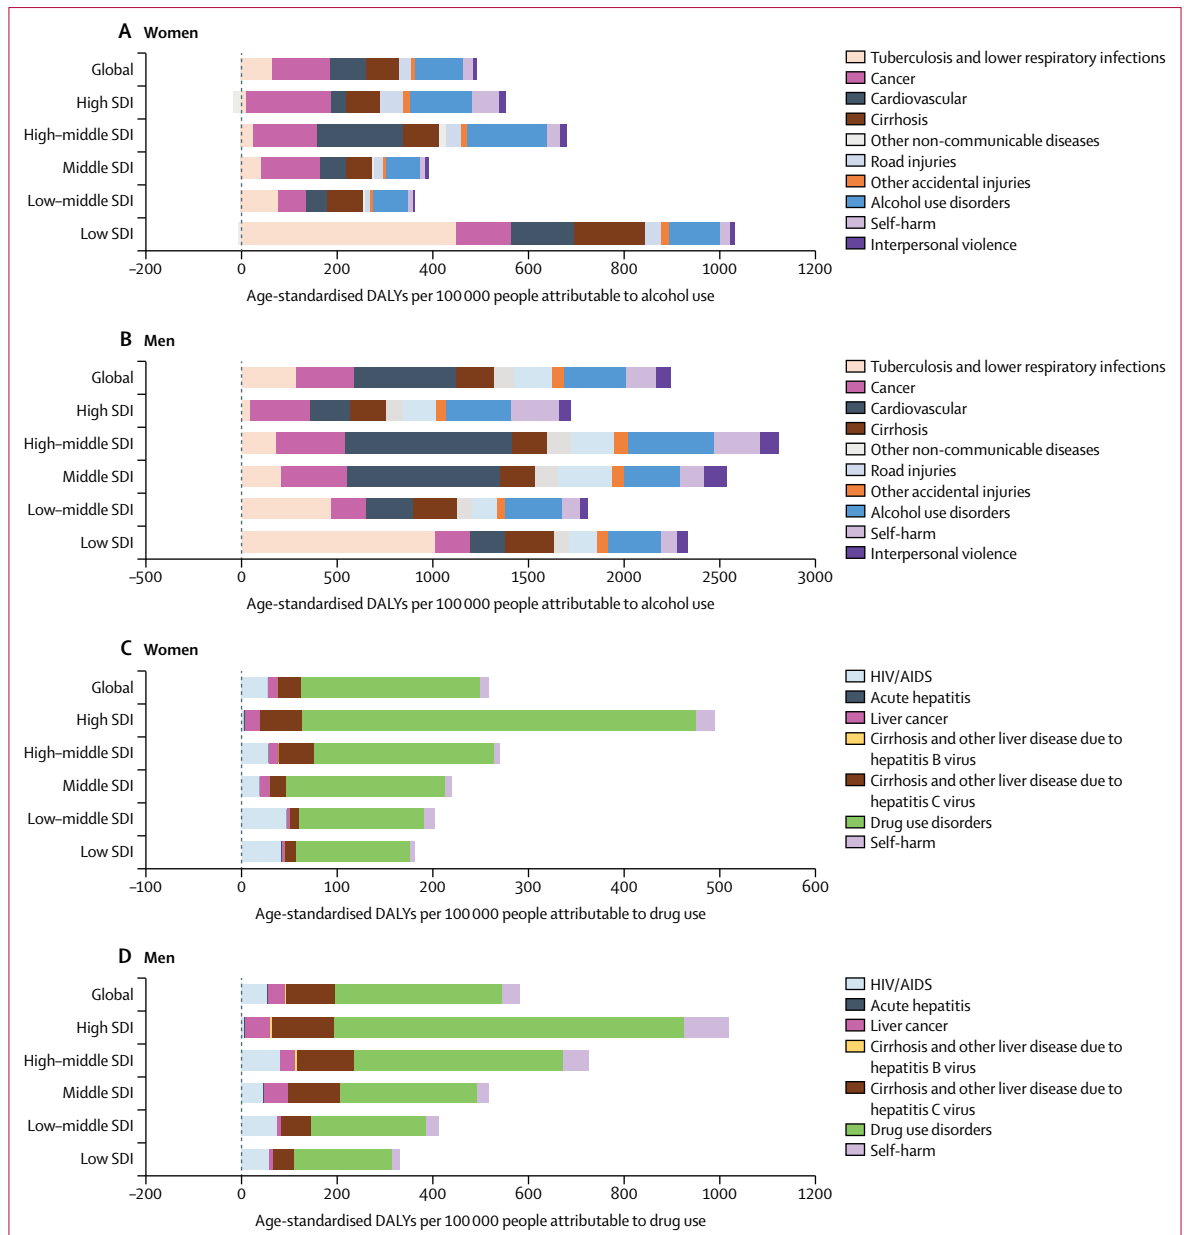 A Women
Global
High SDI
High–middle SDI
Middle SDI
Low–middle SDI
Low SDI
–200 0 200 400 600 800 1000 1200
Age-standardised DALYs per 100 000 people attributable to alcohol use
Tuberculosis and lower respiratory infections
Cancer
Cardiovascular
Cirrhosis
Other non-communicable diseases
Road injuries
Other accidental injuries
Alcohol use disorders
Self-harm
Interpersonal violence
B Men
Global
High SDI
High–middle SDI
Middle SDI
Low–middle SDI
Low SDI
–500 0 500 1000 1500 2000 2500 3000
Age-standardised DALYs per 100 000 people attributable to alcohol use
Tuberculosis and lower respiratory infections
Cancer
Cardiovascular
Cirrhosis
Other non-communicable diseases
Road injuries
Other accidental injuries
Alcohol use disorders
Self-harm
Interpersonal violence
C Women
Global
High SDI
High–middle SDI
Middle SDI
Low–middle SDI
Low SDI
–100 0 100 200 300 400 500 600
Age-standardised DALYs per 100 000 people attributable to drug use
HIV/AIDS
Acute hepatitis
Liver cancer
Cirrhosis and other liver disease due to
hepatitis B virus
Cirrhosis and other liver disease due to
hepatitis C virus
Drug use disorders
Self-harm
D Men
Global
High SDI
High–middle SDI
Middle SDI
Low–middle SDI
Low SDI
–200 0 200 400 600 800 1000 1200
Age-standardised DALYs per 100 000 people attributable to drug use
HIV/AIDS
Acute hepatitis
Liver cancer
Cirrhosis and other liver disease due to
hepatitis B virus
Cirrhosis and other liver disease due to
hepatitis C virus
Drug use disorders
Self-harm